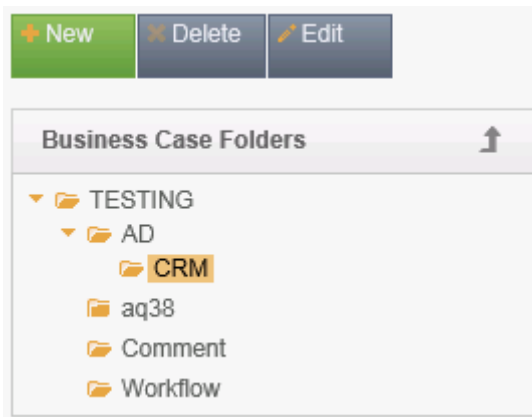 New Delete Edit
Business Case Folders
TESTING
AD
CRM
aq38
Comment
Workflow